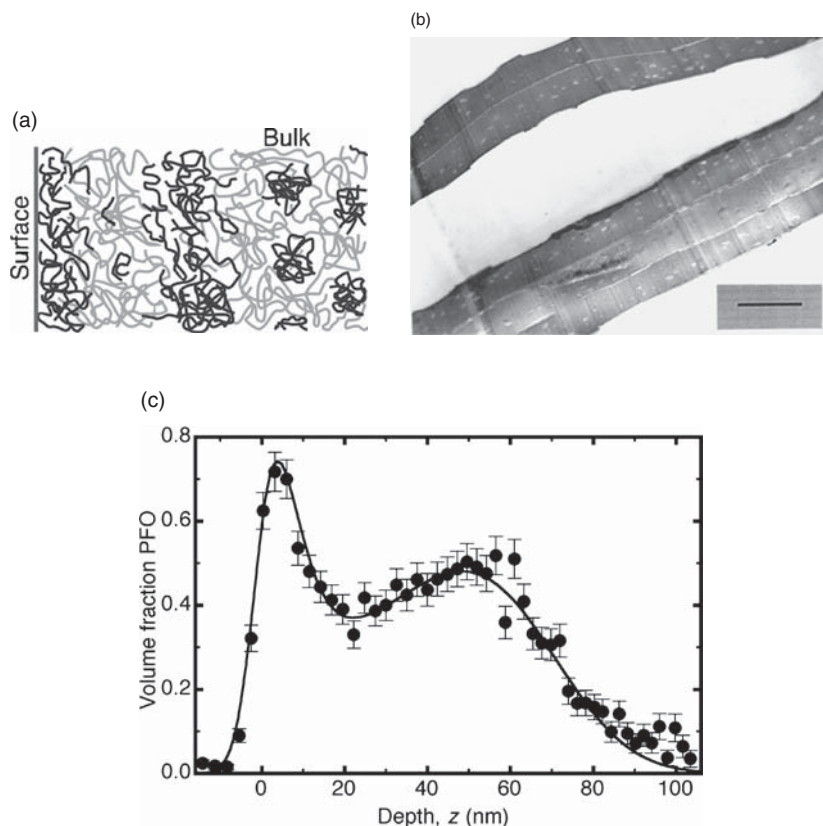 (a)
Surface
Bulk
(b)
(c)
Volume fraction PFO
0.8
0.6
0.4
0.2
0.0
0 20 40 60 80 100
Depth, z (nm)